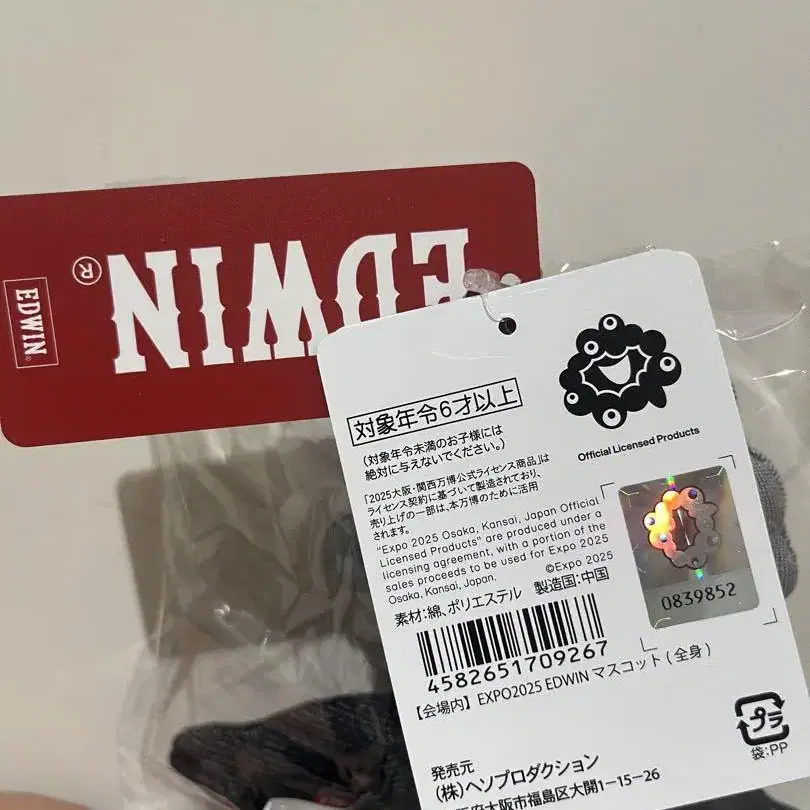 EDWIN®
EDWIN®
対象年令6才以上
(対象年令未満のお子様には
絶対に与えないでください。)
「2025大阪・関西万博公式ライセンス商品」は
ライセンス契約に基づいて製造されており、
売り上げの一部は、本万博のために活用
されます。
"Expo 2025 Osaka, Kansai, Japan Official
Licensed Products" are produced under a
licensing agreement, with a portion of the
sales proceeds to be used for Expo 2025
Osaka, Kansai, Japan.
©Expo 2025
素材:綿、ポリエステル 製造国:中国
4582651709267
【会場内】EXPO2025 EDWIN マスコット(全身)
Official Licensed Products
0839852
プラ
袋:PP
発売元
(株)ヘソプロダクション
大阪府大阪市福島区大開1-15-26